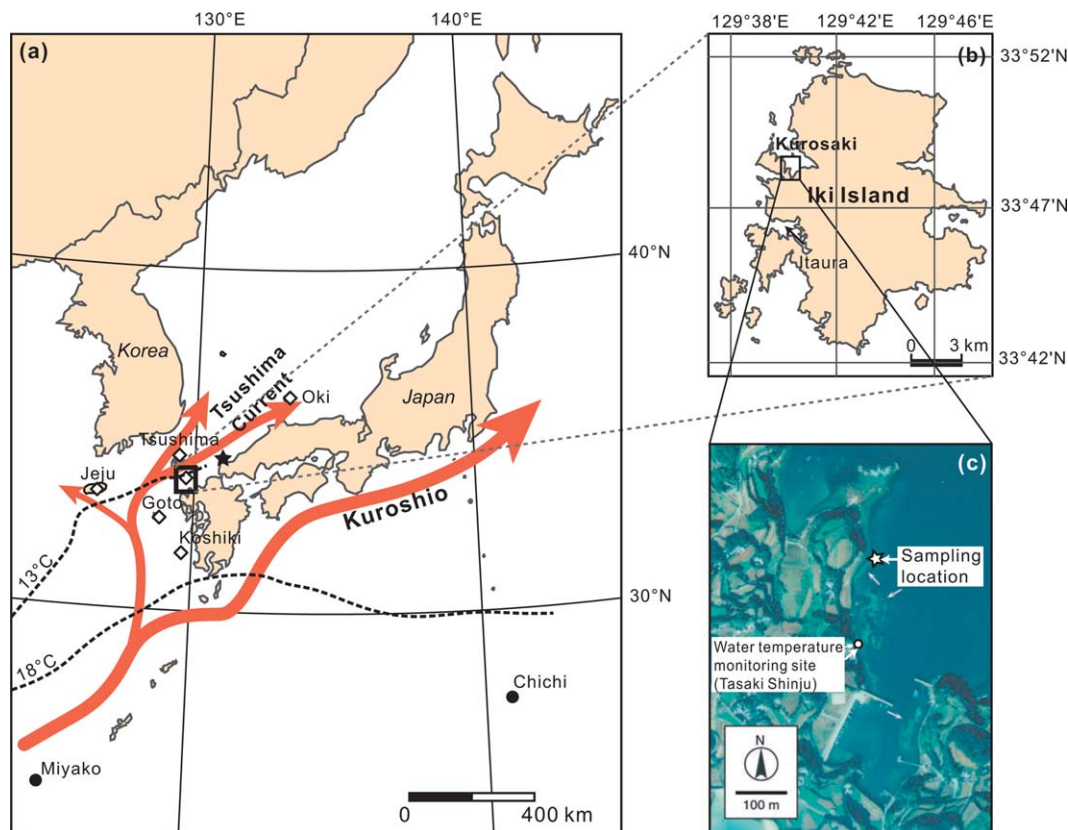 130°E
140°E
(a)
Korea
Japan
Tsushima
Current
Oki
Tsushima
Jeju
Goto
Koshiki
Kuroshio
13°C
18°C
40°N
30°N
Chichi
Miyako
0 400 km
129°38'E 129°42'E 129°46'E
33°52'N
(b)
Kurosaki
33°47'N
Iki Island
Itaura
0 3 km
33°42'N
(c)
Sampling
location
Water temperature
monitoring site
(Tasaki Shinju)
N
100 m